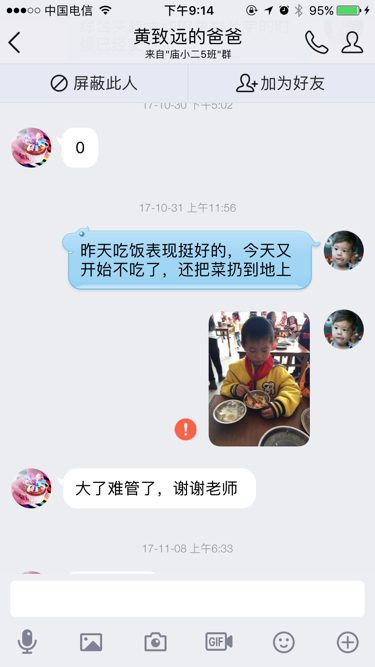 中国电信
下午9:14
95%
黄致远的爸爸
来自"庙小二5班"群
屏蔽此人
加为好友
17-10-30 下午5:02
0
17-10-31 上午11:56
昨天吃饭表现挺好的，今天又
开始不吃了，还把菜扔到地上
!
大了难管了，谢谢老师
17-11-08 上午6:33
GIF